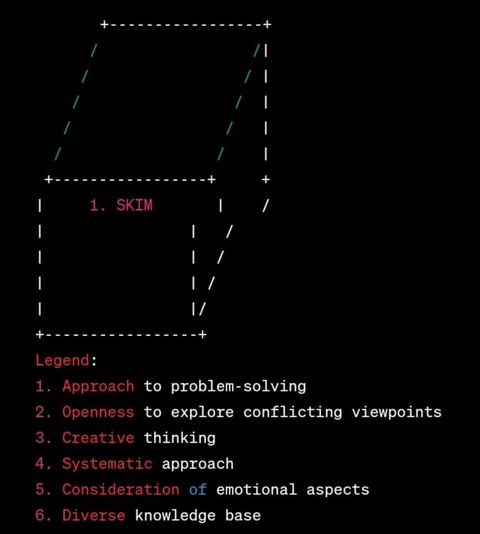 1. SKIM
Legend:
1. Approach to problem-solving
2. Openness to explore conflicting viewpoints
3. Creative thinking
4. Systematic approach
5. Consideration of emotional aspects
6. Diverse knowledge base